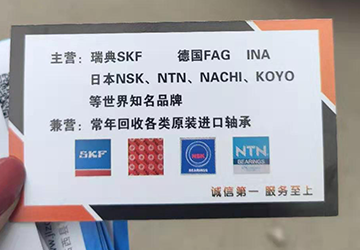 主营：瑞典SKF 德国FAG INA
日本NSK、NTN、NACHI、KOYO
等世界知名品牌
兼营：常年回收各类原装进口轴承
SKF
NSK
BEARINGS
NTN
BEARINGS
诚信第一 服务至上